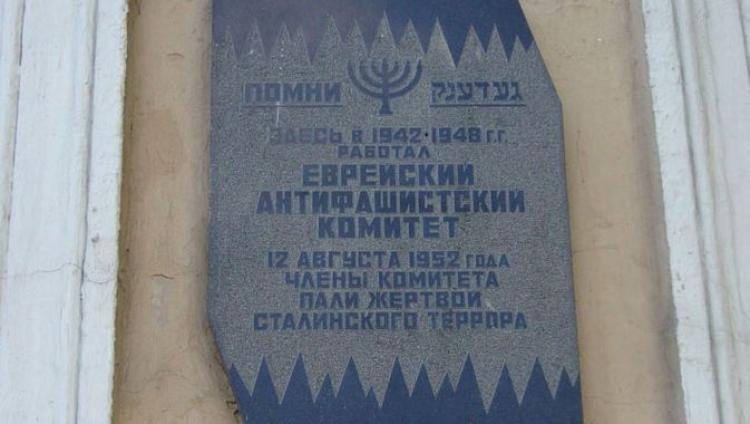 ПОМНИ געדענק
ЗДЕСЬ В 1942-1948 Г.Г.
РАБОТАЛ
ЕВРЕЙСКИЙ
АНТИФАШИСТСКИЙ
КОМИТЕТ
12 АВГУСТА 1952 ГОДА
ЧЛЕНЫ КОМИТЕТА
ПАЛИ ЖЕРТВОЙ
СТАЛИНСКОГО ТЕРРОРА